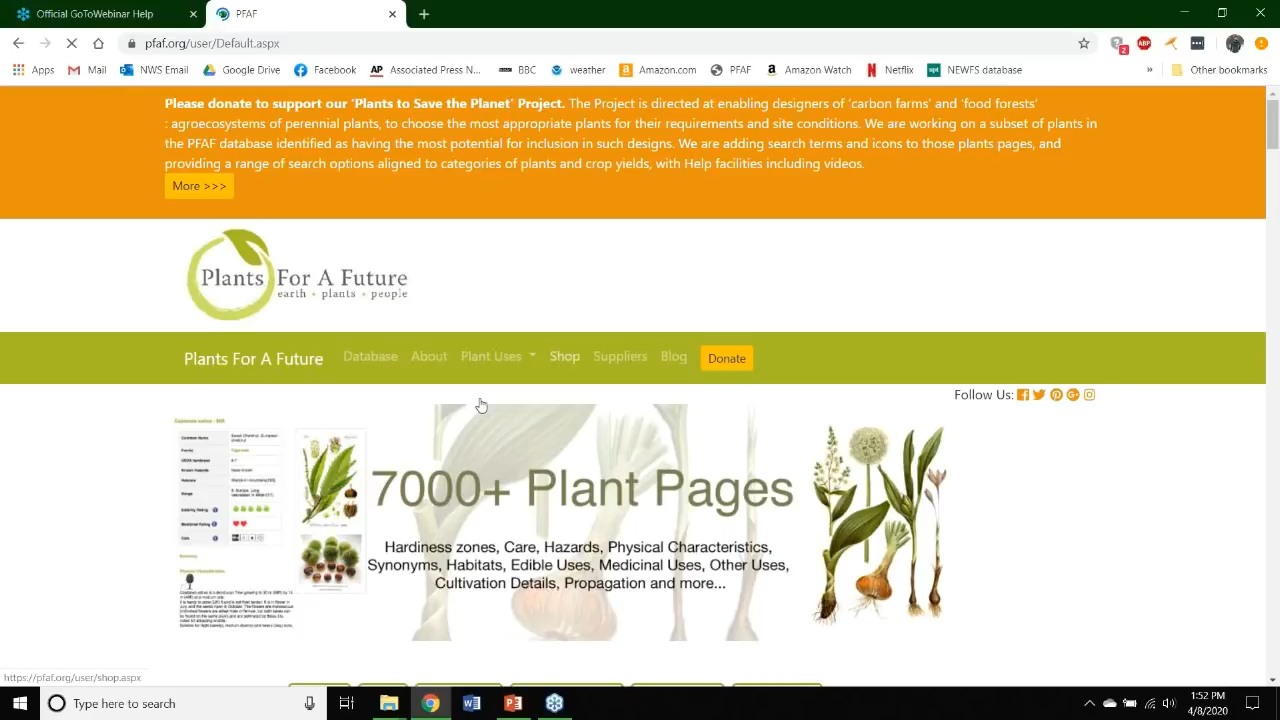 Official GoToWebinar Help
PFAF
pfaf.org/user/Default.aspx
2
ABP
Apps
Mail
NWS Email
Google Drive
Facebook
AP Associated Press I...
BBC
weather
Amazon.com
PFAF
Amazon Watch
Netflix
NEWFS database
Other bookmarks
Please donate to support our ‘Plants to Save the Planet’ Project. The Project is directed at enabling designers of ‘carbon farms’ and ‘food forests’
: agroecosystems of perennial plants, to choose the most appropriate plants for their requirements and site conditions. We are working on a subset of plants in
the PFAF database identified as having the most potential for inclusion in such designs. We are adding search terms and icons to those plants pages, and
providing a range of search options aligned to categories of plants and crop yields, with Help facilities including videos.
More >>>
Plants For A Future
earth • plants • people
Plants For A Future
Database
About
Plant Uses
Shop
Suppliers
Blog
Donate
Follow Us:
7000+ Plant Pages
Hardiness zones, Care, Hazards, Physical Characteristics,
Synonyms, Habitats, Edible Uses, Medicinal Uses, Other Uses,
Cultivation Details, Propagation and more...
https://pfaf.org/user/shop.aspx
Type here to search
1:52 PM
4/8/2020